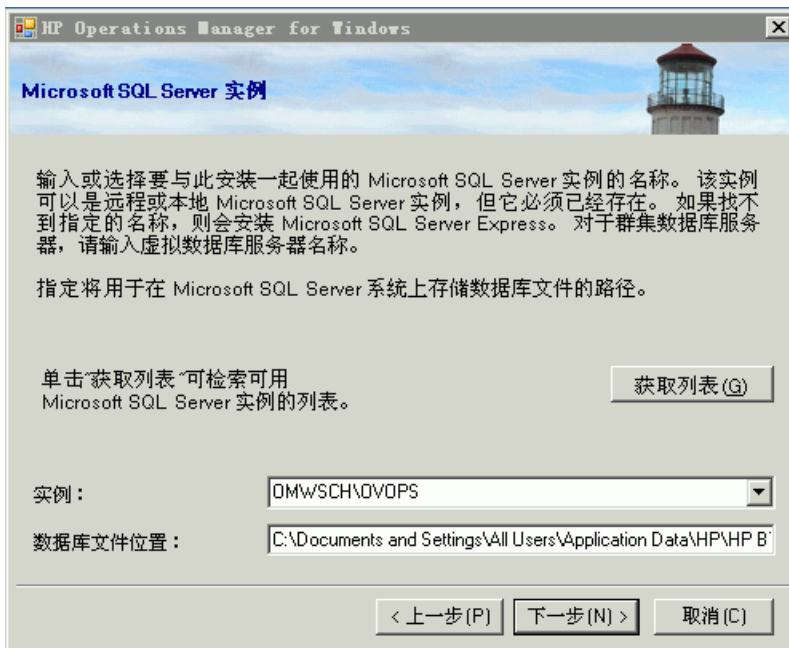 HP Operations Manager for Windows
Microsoft SQL Server 实例
输入或选择要与此安装一起使用的 Microsoft SQL Server 实例的名称。 该实例
可以是远程或本地 Microsoft SQL Server 实例，但它必须已经存在。 如果找不
到指定的名称，则会安装 Microsoft SQL Server Express。 对于群集数据库服务
器，请输入虚拟数据库服务器名称。
指定将用于在 Microsoft SQL Server 系统上存储数据库文件的路径。
单击“获取列表”可检索可用
Microsoft SQL Server 实例的列表。
获取列表(G)
实例：
OMWSCH\OVOPS
数据库文件位置：
C:\Documents and Settings\All Users\Application Data\HP\HP B
< 上一步(P)
下一步(N) >
取消(C)